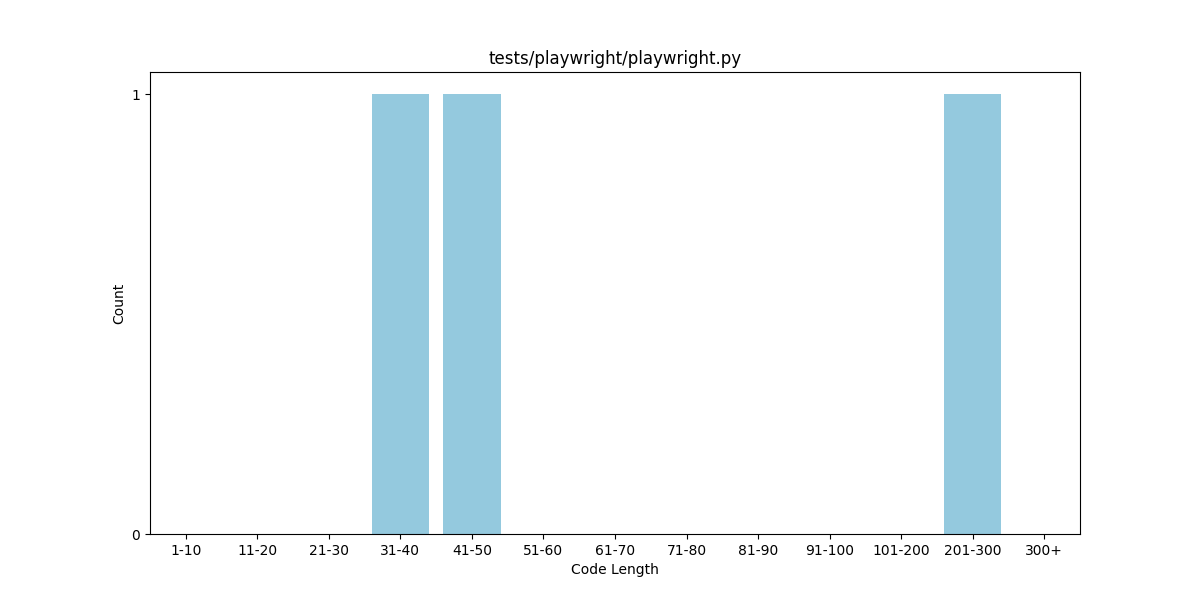 tests/playwright/playwright.py
1
Count
0
1-10 11-20 21-30 31-40 41-50 51-60 61-70 71-80 81-90 91-100 101-200 201-300 300+
Code Length